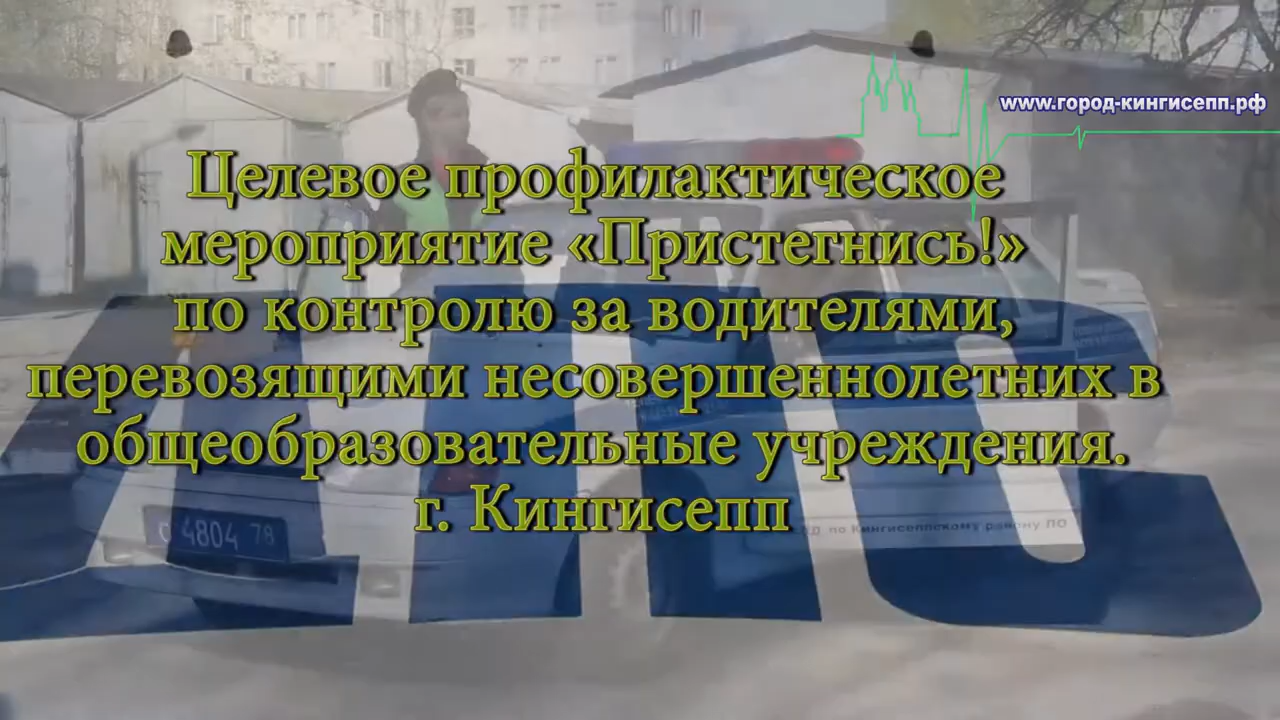 www.город-кингисепп.рф
Целевое профилактическое
мероприятие «Пристегнись!»
по контролю за водителями,
перевозящими несовершеннолетних в
общеобразовательные учреждения.
г. Кингисепп
4804 78
по Кингисеппскому району ЛО
ДПС